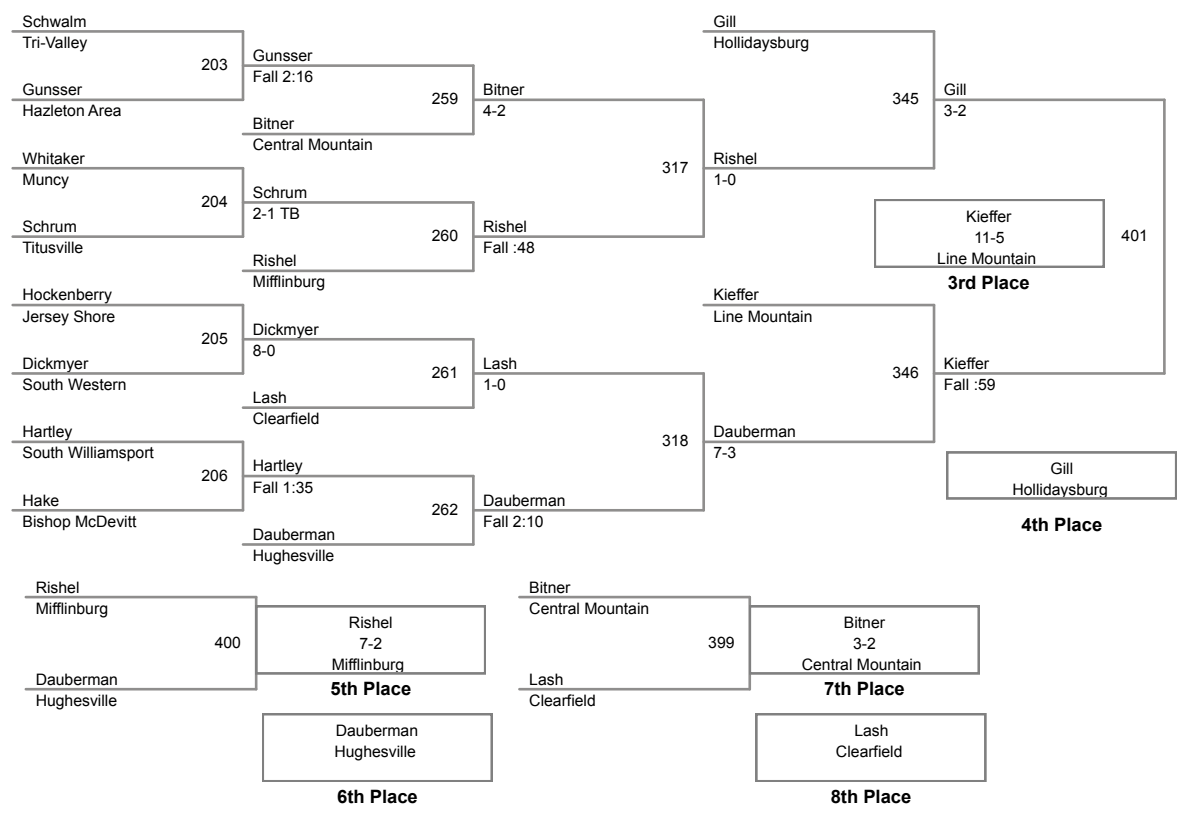 Schwalm
Tri-Valley
203
Gunsser
Hazleton Area
Gunsser
Fall 2:16
259
Bitner
Central Mountain
Whitaker
Muncy
204
Schrum
Titusville
Schrum
2-1 TB
260
Rishel
Mifflinburg
Hockenberry
Jersey Shore
205
Dickmyer
South Western
Dickmyer
8-0
261
Lash
Clearfield
Hartley
South Williamsport
206
Hake
Bishop McDevitt
Hartley
Fall 1:35
262
Dauberman
Hughesville
Bitner
4-2
317
Rishel
Fall :48
Lash
1-0
318
Dauberman
Fall 2:10
Gill
Hollidaysburg
345
Rishel
1-0
Kieffer
Line Mountain
346
Dauberman
7-3
Gill
3-2
401
Kieffer
Fall :59
Kieffer
11-5
Line Mountain
3rd Place
Gill
Hollidaysburg
4th Place
Rishel
Mifflinburg
400
Dauberman
Hughesville
Rishel
7-2
Mifflinburg
5th Place
Dauberman
Hughesville
6th Place
Bitner
Central Mountain
399
Lash
Clearfield
Bitner
3-2
Central Mountain
7th Place
Lash
Clearfield
8th Place